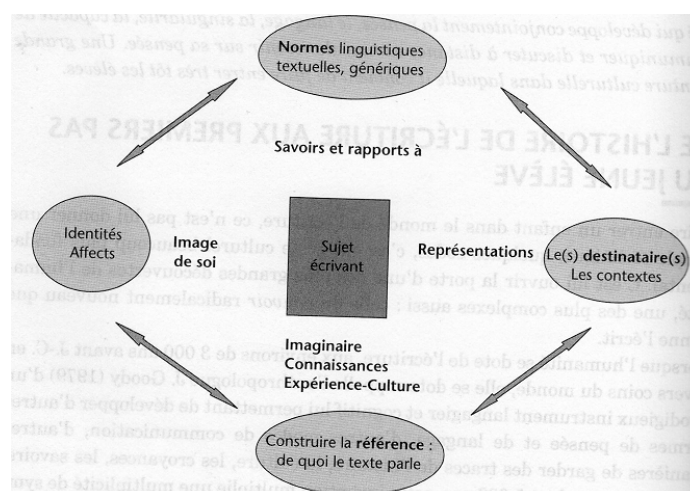 Normes linguistiques
textuelles, génériques
Savoirs et rapports à
Identités
Affects
Image
de soi
Sujet
écrivant
Représentations
Le(s) destinataire(s)
Les contextes
Imaginaire
Connaissances
Expérience-Culture
Construire la référence :
de quoi le texte parle